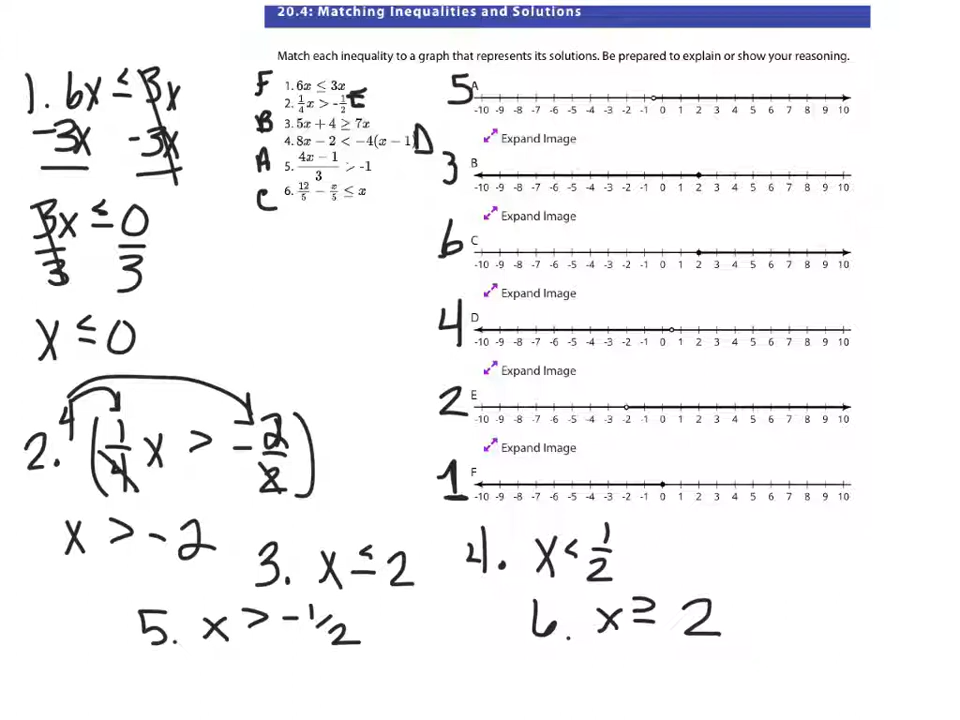 20.4: Matching Inequalities and Solutions
Match each inequality to a graph that represents its solutions. Be prepared to explain or show your reasoning.
F 1. 6x ≤ 3x
2. 1/4 x > -1/2 E
B 3. 5x + 4 ≥ 7x
4. 8x − 2 < −4(x − 1) D
A 5. (4x − 1)/3 > -1
C 6. 12/5 − x/5 ≤ x
5 A
-10 -9 -8 -7 -6 -5 -4 -3 -2 -1 0 1 2 3 4 5 6 7 8 9 10
Expand Image
3 B
-10 -9 -8 -7 -6 -5 -4 -3 -2 -1 0 1 2 3 4 5 6 7 8 9 10
Expand Image
6 C
-10 -9 -8 -7 -6 -5 -4 -3 -2 -1 0 1 2 3 4 5 6 7 8 9 10
Expand Image
4 D
-10 -9 -8 -7 -6 -5 -4 -3 -2 -1 0 1 2 3 4 5 6 7 8 9 10
Expand Image
2 E
-10 -9 -8 -7 -6 -5 -4 -3 -2 -1 0 1 2 3 4 5 6 7 8 9 10
Expand Image
1 F
-10 -9 -8 -7 -6 -5 -4 -3 -2 -1 0 1 2 3 4 5 6 7 8 9 10
1. 6x ≤ 3x
-3x -3x
3x ≤ 0
3 3
x ≤ 0
2. 4(1/4 x > -2/2)
x > -2
3. x ≤ 2
4. x < 1/2
5. x > -1/2
6. x ≥ 2